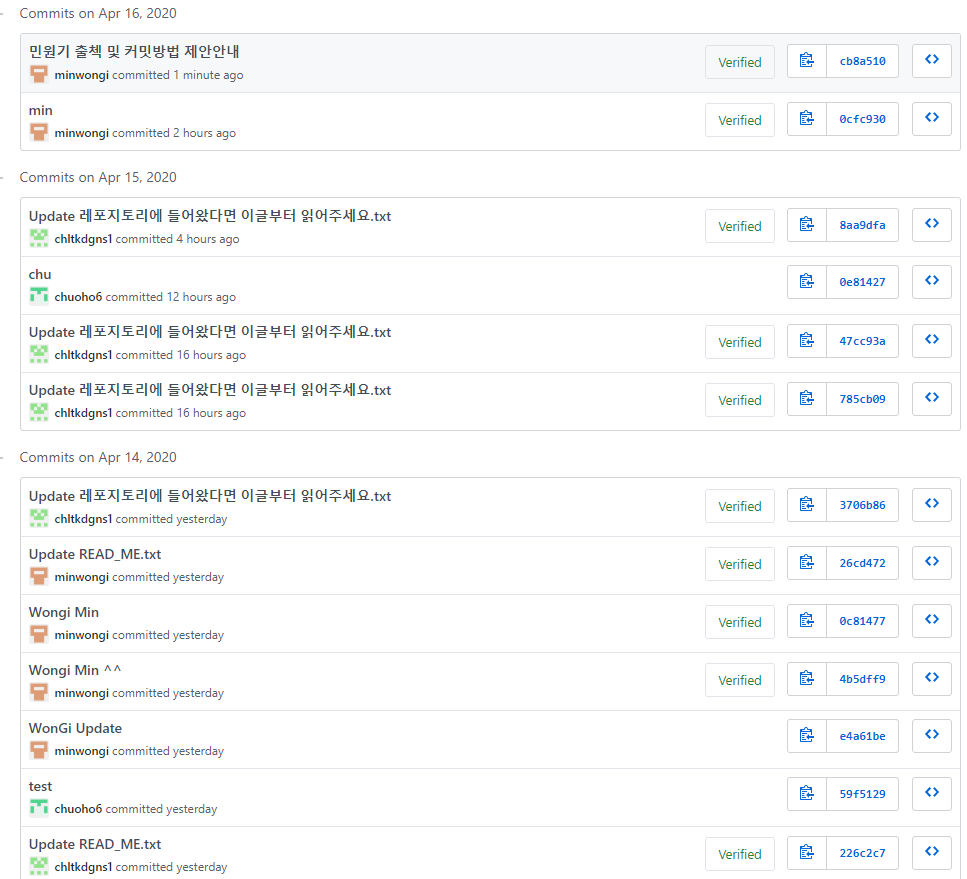 Commits on Apr 16, 2020
민원기 출첵 및 커밋방법 제안안내
minwongi committed 1 minute ago
Verified
cb8a510
min
minwongi committed 2 hours ago
Verified
0cfc930
Commits on Apr 15, 2020
Update 레포지토리에 들어왔다면 이글부터 읽어주세요.txt
chltkdgns1 committed 4 hours ago
Verified
8aa9dfa
chu
chuoho6 committed 12 hours ago
0e81427
Update 레포지토리에 들어왔다면 이글부터 읽어주세요.txt
chltkdgns1 committed 16 hours ago
Verified
47cc93a
Update 레포지토리에 들어왔다면 이글부터 읽어주세요.txt
chltkdgns1 committed 16 hours ago
Verified
785cb09
Commits on Apr 14, 2020
Update 레포지토리에 들어왔다면 이글부터 읽어주세요.txt
chltkdgns1 committed yesterday
Verified
3706b86
Update READ_ME.txt
minwongi committed yesterday
Verified
26cd472
Wongi Min
minwongi committed yesterday
Verified
0c81477
Wongi Min ^^
minwongi committed yesterday
Verified
4b5dff9
WonGi Update
minwongi committed yesterday
e4a61be
test
chuoho6 committed yesterday
59f5129
Update READ_ME.txt
chltkdgns1 committed yesterday
Verified
226c2c7